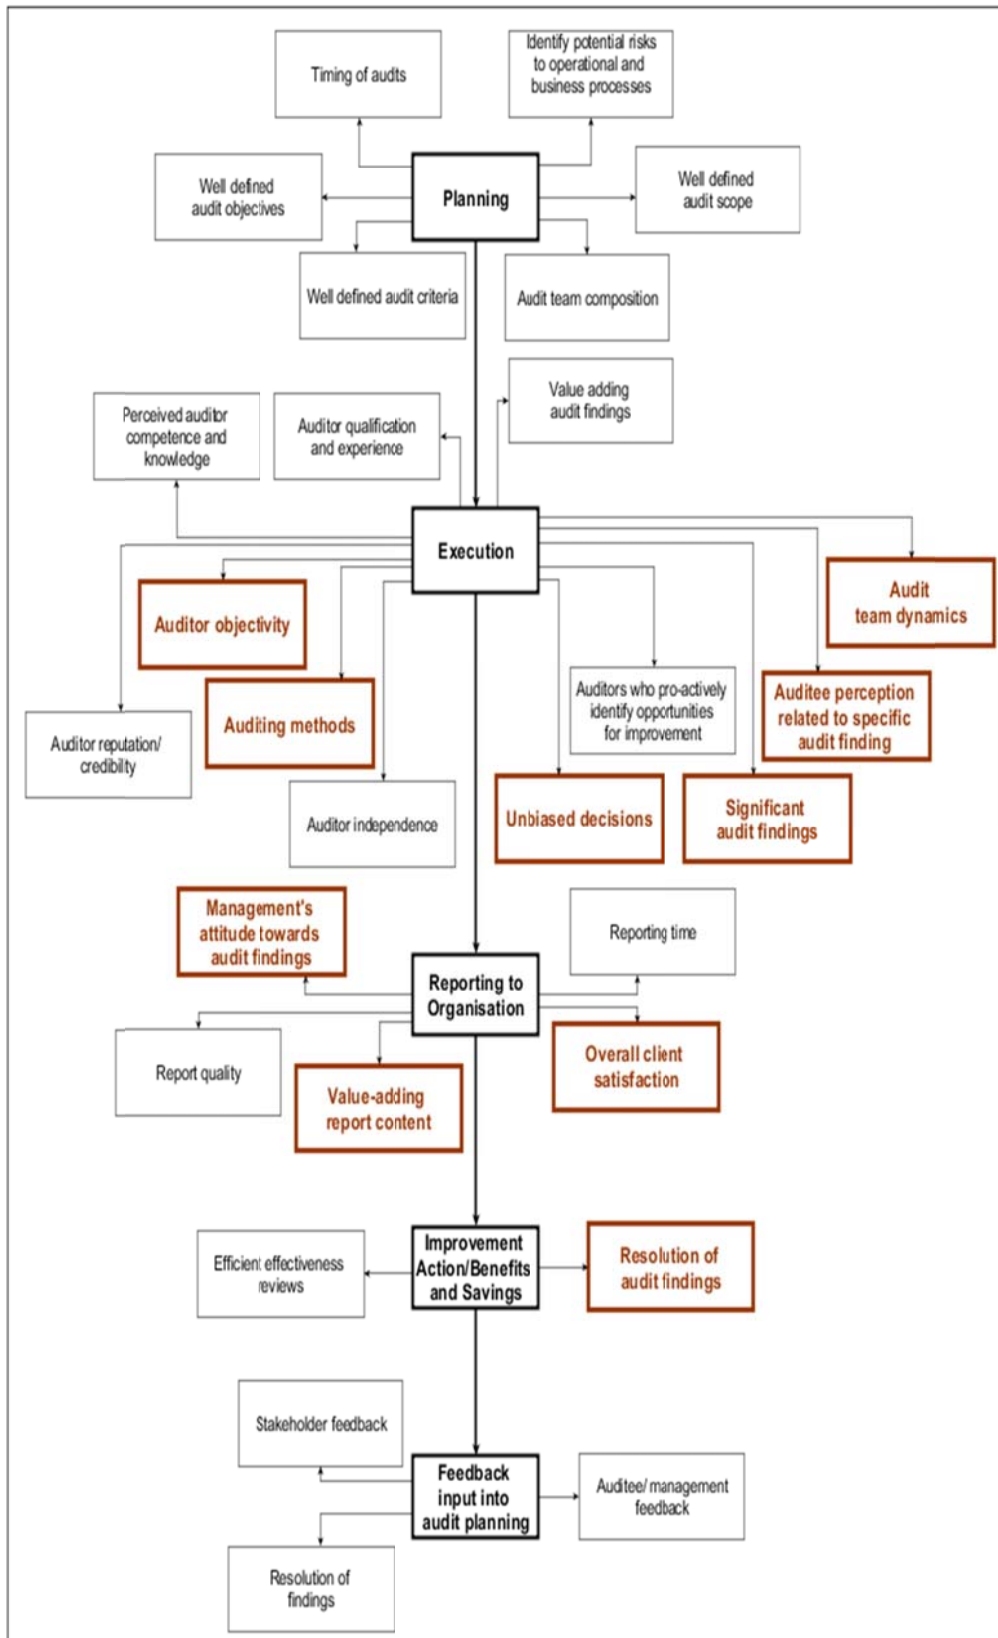 Timing of audts
Identify potential risks
to operational and
business processes
Planning
Well defined
audit objectives
Well defined
audit scope
Well defined audit criteria
Audit team composition
Value adding
audit findings
Perceived auditor
competence and
knowledge
Auditor qualification
and experience
Execution
Audit
team dynamics
Auditor objectivity
Auditors who pro-actively
identify opportunities
for improvement
Auditee perception
related to specific
audit finding
Auditing methods
Auditor reputation/
credibilty
Auditor independence
Unbiased decisions
Significant
audit findings
Management's
attitude towards
audit findings
Reporting time
Reporting to
Organisation
Report quality
Value-adding
report content
Overall client
satisfaction
Improvement
Action/Benefits
and Savings
Efficient effectiveness
reviews
Resolution of
audit findings
Stakeholder feedback
Feedback
input into
audit planning
Auditee/ management
feedback
Resolution of
findings